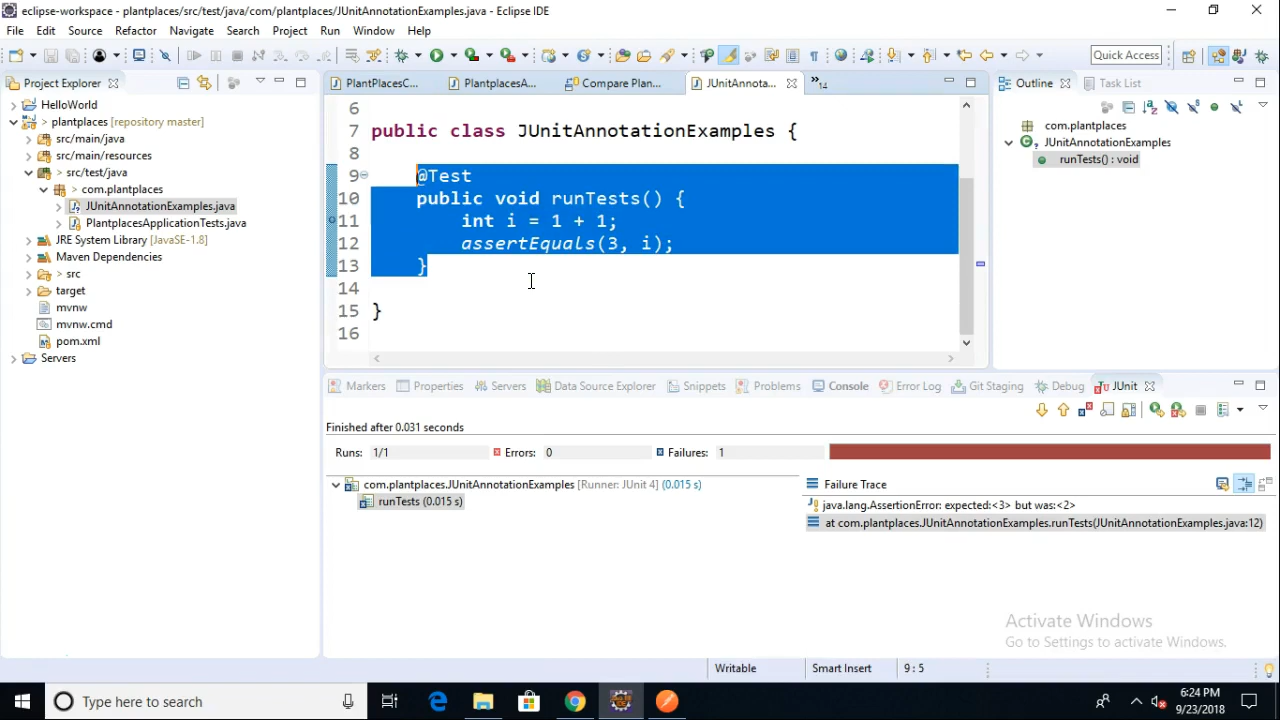 eclipse-workspace - plantplaces/src/test/java/com/plantplaces/JUnitAnnotationExamples.java - Eclipse IDE
File Edit Source Refactor Navigate Search Project Run Window Help
Quick Access
Project Explorer
HelloWorld
plantplaces [repository master]
src/main/java
src/main/resources
src/test/java
com.plantplaces
JUnitAnnotationExamples.java
PlantplacesApplicationTests.java
JRE System Library [JavaSE-1.8]
Maven Dependencies
src
target
mvnw
mvnw.cmd
pom.xml
Servers
PlantPlacesC... PlantplacesA... Compare Plan... JUnitAnnota... »14
6
7 public class JUnitAnnotationExamples {
8
9 @Test
10 public void runTests() {
11 int i = 1 + 1;
12 assertEquals(3, i);
13 }
14
15 }
16
Outline Task List
com.plantplaces
JUnitAnnotationExamples
runTests() : void
Markers Properties Servers Data Source Explorer Snippets Problems Console Error Log Git Staging Debug JUnit
Finished after 0.031 seconds
Runs: 1/1 Errors: 0 Failures: 1
com.plantplaces.JUnitAnnotationExamples [Runner: JUnit 4] (0.015 s)
runTests (0.015 s)
Failure Trace
java.lang.AssertionError: expected:<3> but was:<2>
at com.plantplaces.JUnitAnnotationExamples.runTests(JUnitAnnotationExamples.java:12)
Activate Windows
Go to Settings to activate Windows.
Writable Smart Insert 9 : 5
Type here to search
6:24 PM
9/23/2018